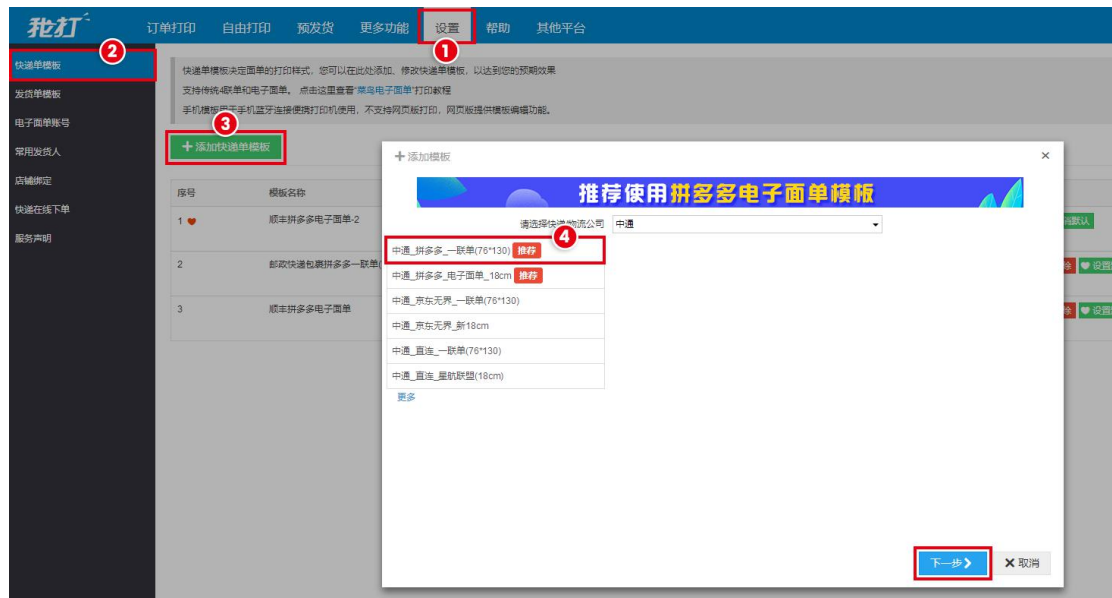 我打
订单打印 自由打印 预发货 更多功能 设置 帮助 其他平台
1
快递单模板
2
发货单模板
电子面单账号
常用发货人
店铺绑定
快递在线下单
服务声明
快递单模板决定面单的打印样式，您可以在此处添加、修改快递单模板，以达到您的预期效果
支持传统4联单和电子面单。 点击这里查看"菜鸟电子面单"打印教程
手机模板用于手机蓝牙连接便携打印机使用，不支持网页版打印，网页版提供模板编辑功能。
3
添加快递单模板
序号 模板名称
1 顺丰拼多多电子面单-2
2 邮政快递包裹拼多多一联单(
3 顺丰拼多多电子面单
默认
设置
设置
添加模板 ×
推荐使用拼多多电子面单模板
请选择快递/物流公司 中通
4
中通_拼多多_一联单(76*130) 推荐
中通_拼多多_电子面单_18cm 推荐
中通_京东无界_一联单(76*130)
中通_京东无界_新18cm
中通_直连_一联单(76*130)
中通_直连_星航联盟(18cm)
更多
下一步 取消